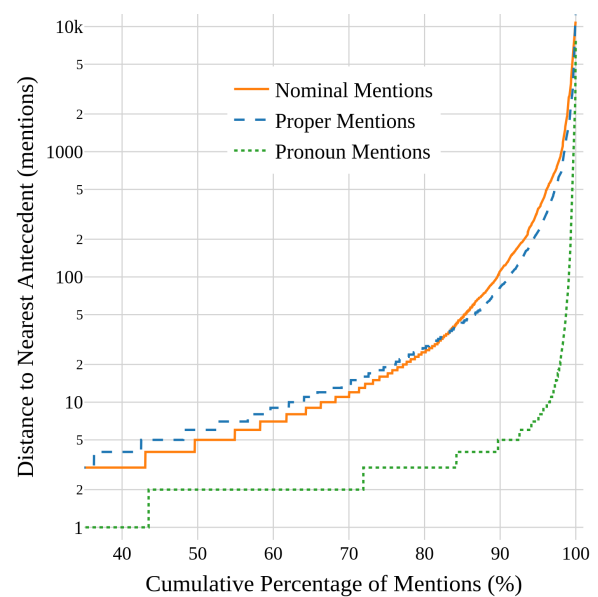 10k
5
2
1000
5
2
100
5
2
10
5
2
1
Distance to Nearest Antecedent (mentions)
Nominal Mentions
Proper Mentions
Pronoun Mentions
40 50 60 70 80 90 100
Cumulative Percentage of Mentions (%)